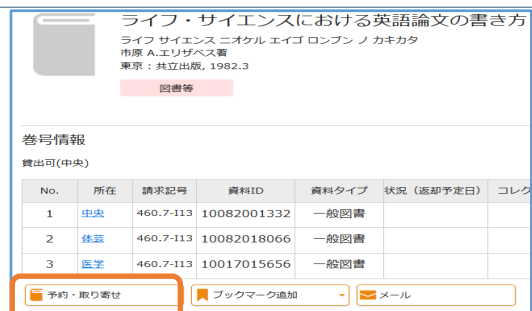 ライフ・サイエンスにおける英語論文の書き方
ライフ サイエンス ニオケル エイゴ ロンブン ノ カキカタ
市原 A.エリザベス著
東京 : 共立出版, 1982.3
図書等
巻号情報
貸出可(中央)
No. 所在 請求記号 資料ID 資料タイプ 状況（返却予定日） コレク
1 中央 460.7-I13 10082001332 一般図書
2 体芸 460.7-I13 10082018066 一般図書
3 医学 460.7-I13 10017015656 一般図書
予約・取り寄せ ブックマーク追加 メール